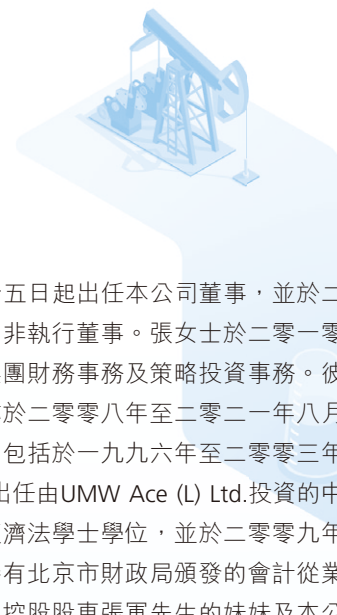 五日起出任本公司董事，並於二
非執行董事。張女士於二零一零
團財務事務及策略投資事務。彼
於二零零八年至二零二一年八月
包括於一九九六年至二零零三年
出任由UMW Ace (L) Ltd.投資的中
濟法學士學位，並於二零零九年
有北京市財政局頒發的會計從業
控股股東張軍先生的妹妹及本公